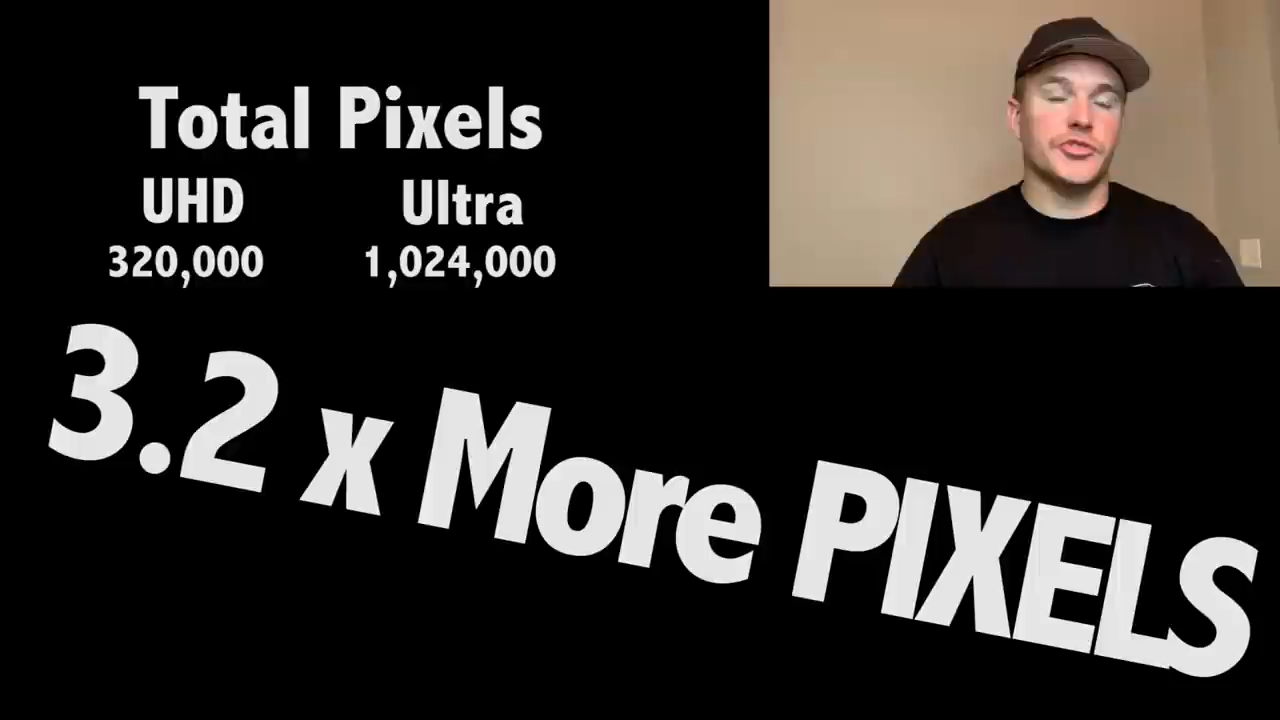 Total Pixels
UHD Ultra
320,000 1,024,000
3.2 x More PIXELS